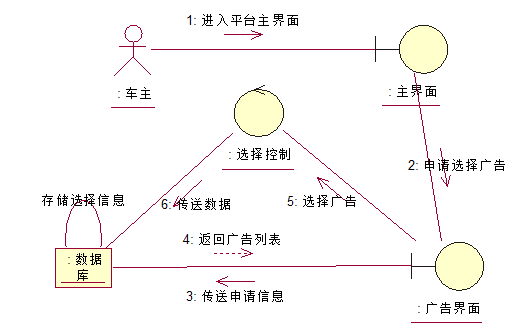 1: 进入平台主界面
: 车主
: 主界面
: 选择控制
2: 申请选择广告
存储选择信息
6: 传送数据
5: 选择广告
4: 返回广告列表
: 数据
库
3: 传送申请信息
: 广告界面